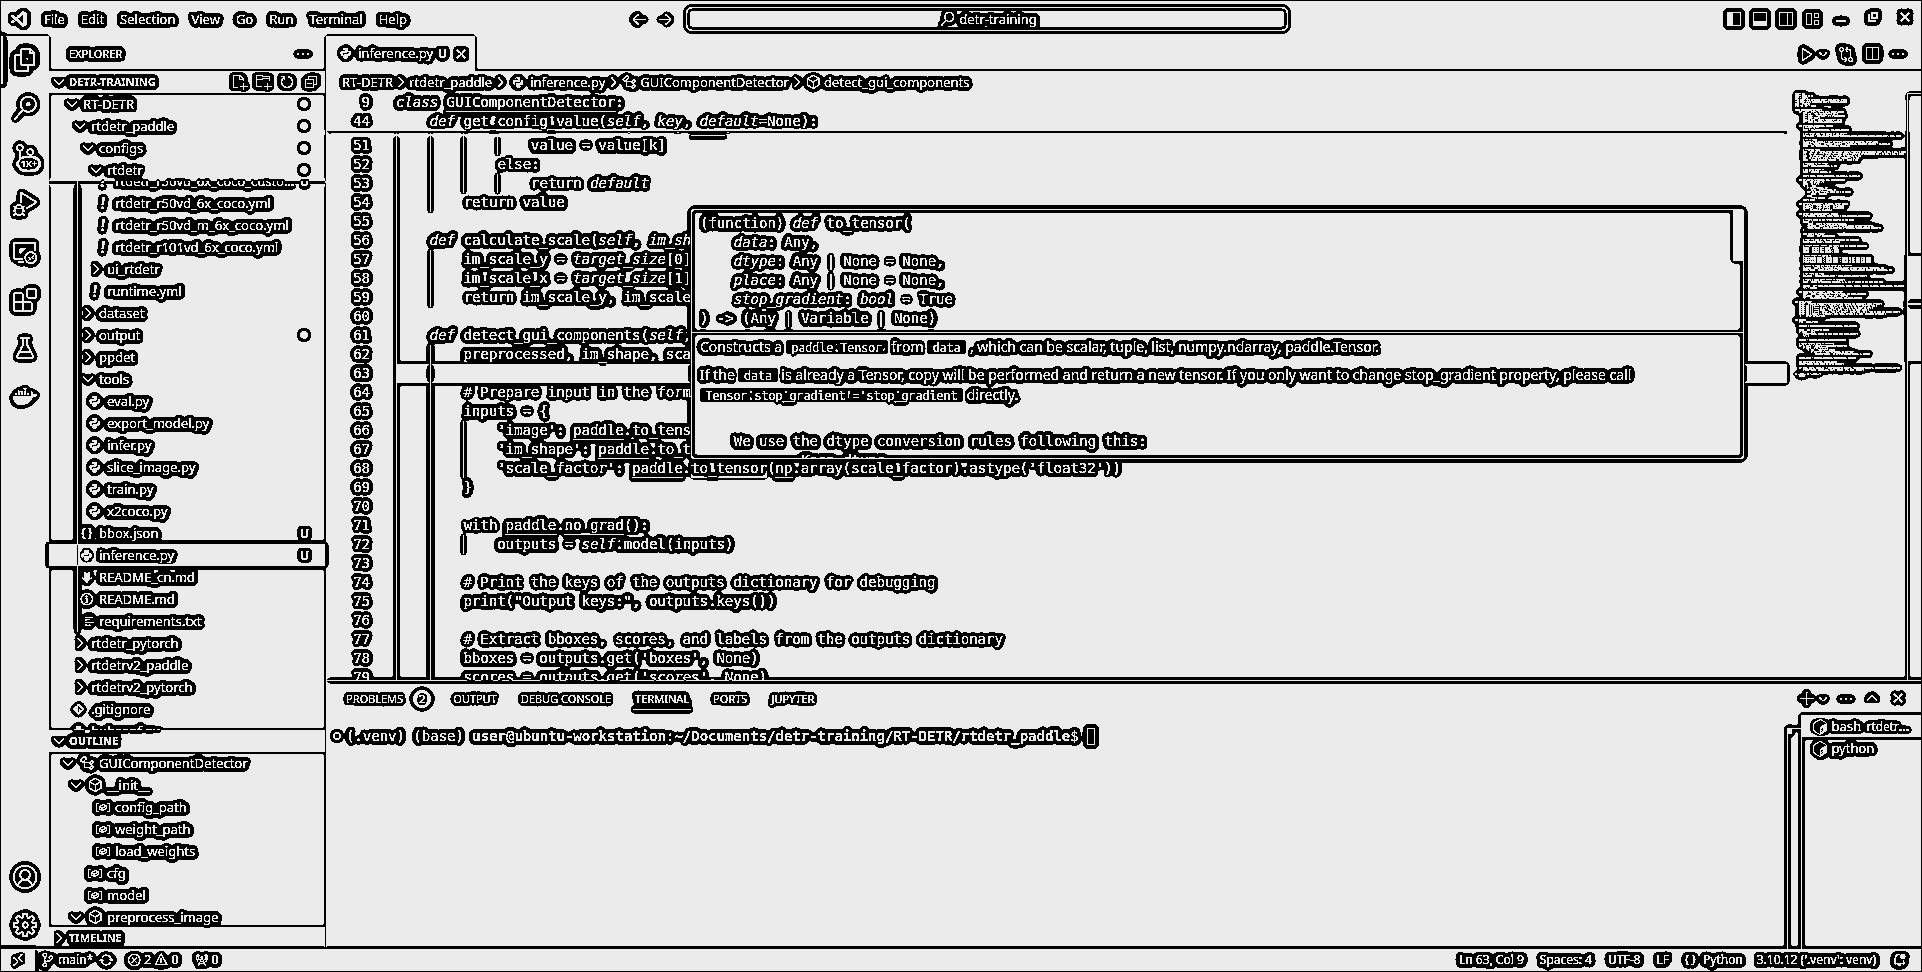 File Edit Selection View Go Run Terminal Help
detr-training
EXPLORER
DETR-TRAINING
RT-DETR
rtdetr_paddle
configs
rtdetr
rtdetr_r50vd_6x_coco.yml
rtdetr_r50vd_m_6x_coco.yml
rtdetr_r101vd_6x_coco.yml
ui_rtdetr
runtime.yml
dataset
output
ppdet
tools
eval.py
export_model.py
infer.py
slice_image.py
train.py
x2coco.py
{} bbox.json U
inference.py U
README_cn.md
README.md
requirements.txt
rtdetr_pytorch
rtdetrv2_paddle
rtdetrv2_pytorch
.gitignore
OUTLINE
GUIComponentDetector
__init__
config_path
weight_path
load_weights
cfg
model
preprocess_image
TIMELINE
inference.py U
RT-DETR > rtdetr_paddle > inference.py > GUIComponentDetector > detect_gui_components
9 class GUIComponentDetector:
44 def get_config_value(self, key, default=None):
51 value = value[k]
52 else:
53 return default
54 return value
55
56 def calculate_scale(self, im_sh
57 im_scale_y = target_size[0]
58 im_scale_x = target_size[1]
59 return im_scale_y, im_scale
60
61 def detect_gui_components(self,
62 preprocessed, im_shape, sca
63
64 # Prepare input in the form
65 inputs = {
66 'image': paddle.to_tens
67 'im_shape': paddle.to_t
68 'scale_factor': paddle.to_tensor(np.array(scale_factor).astype('float32'))
69 }
70
71 with paddle.no_grad():
72 outputs = self.model(inputs)
73
74 # Print the keys of the outputs dictionary for debugging
75 print("Output keys:", outputs.keys())
76
77 # Extract bboxes, scores, and labels from the outputs dictionary
78 bboxes = outputs.get('boxes', None)
79 scores = outputs.get('scores', None)
(function) def to_tensor(
data: Any,
dtype: Any | None = None,
place: Any | None = None,
stop_gradient: bool = True
) -> (Any | Variable | None)
Constructs a paddle.Tensor from data , which can be scalar, tuple, list, numpy.ndarray, paddle.Tensor.
If the data is already a Tensor, copy will be performed and return a new tensor. If you only want to change stop_gradient property, please call
Tensor.stop_gradient = stop_gradient directly.
We use the dtype conversion rules following this:
PROBLEMS 2 OUTPUT DEBUG CONSOLE TERMINAL PORTS JUPYTER
(.venv) (base) user@ubuntu-workstation:~/Documents/detr-training/RT-DETR/rtdetr_paddle$
bash rtdetr...
python
main* 2 0 0
Ln 63, Col 9 Spaces: 4 UTF-8 LF {} Python 3.10.12 ('.venv': venv)